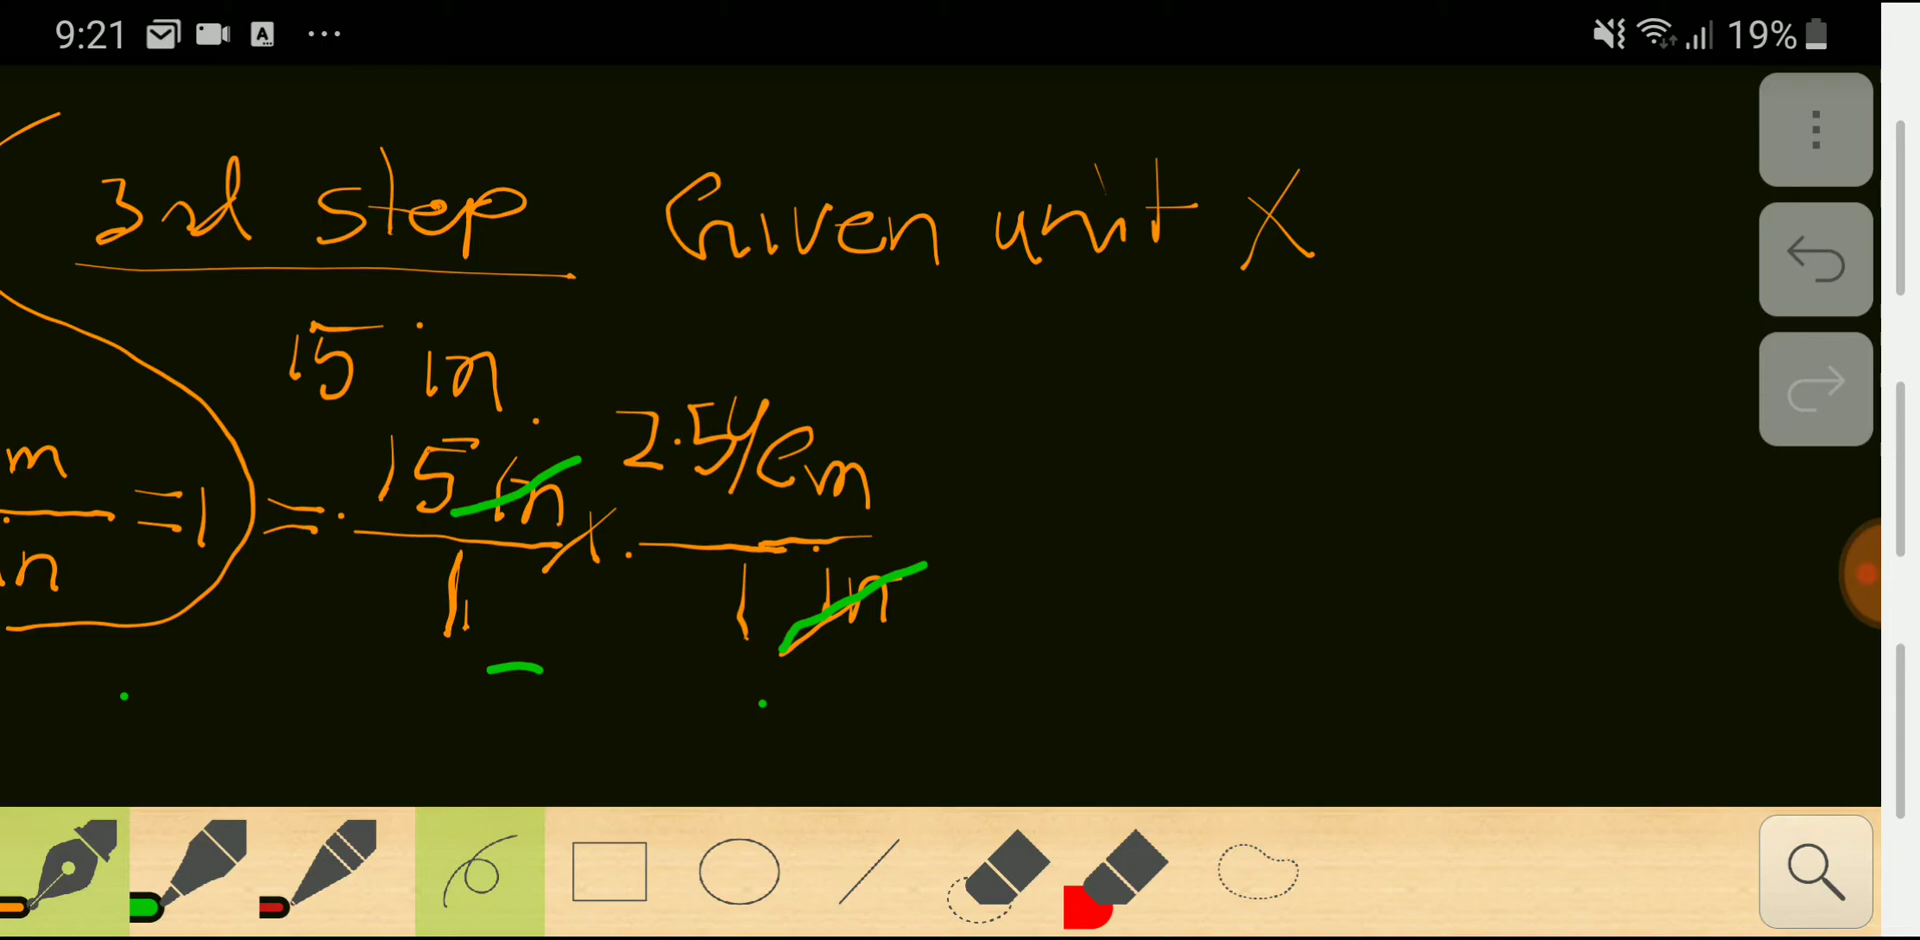 9:21 A ... 19%
3rd step Given unit X
15 in
m
n
=1
= 15 in / 1 x 2.54 cm / 1 in